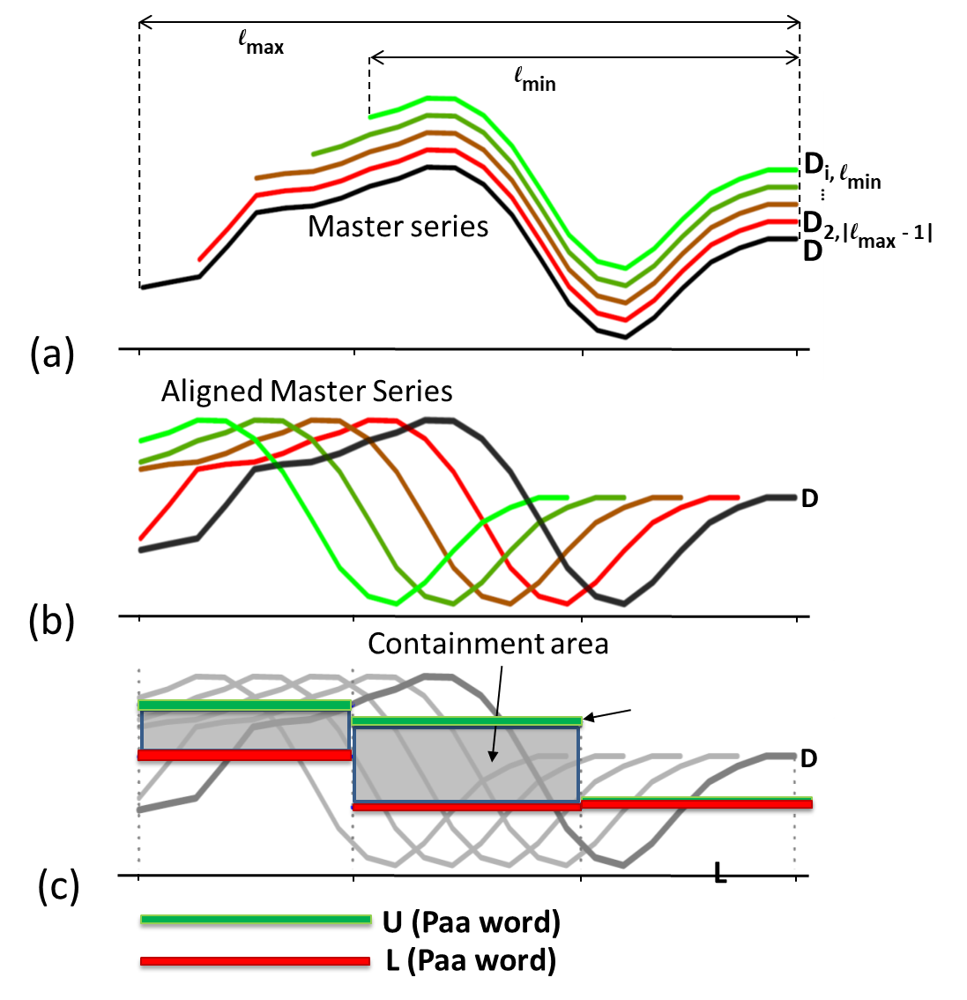 ℓmax
ℓmin
Di, ℓmin
⋮
Master series
D2,|ℓmax - 1|
D
(a)
Aligned Master Series
D
(b)
Containment area
D
L
(c)
U (Paa word)
L (Paa word)